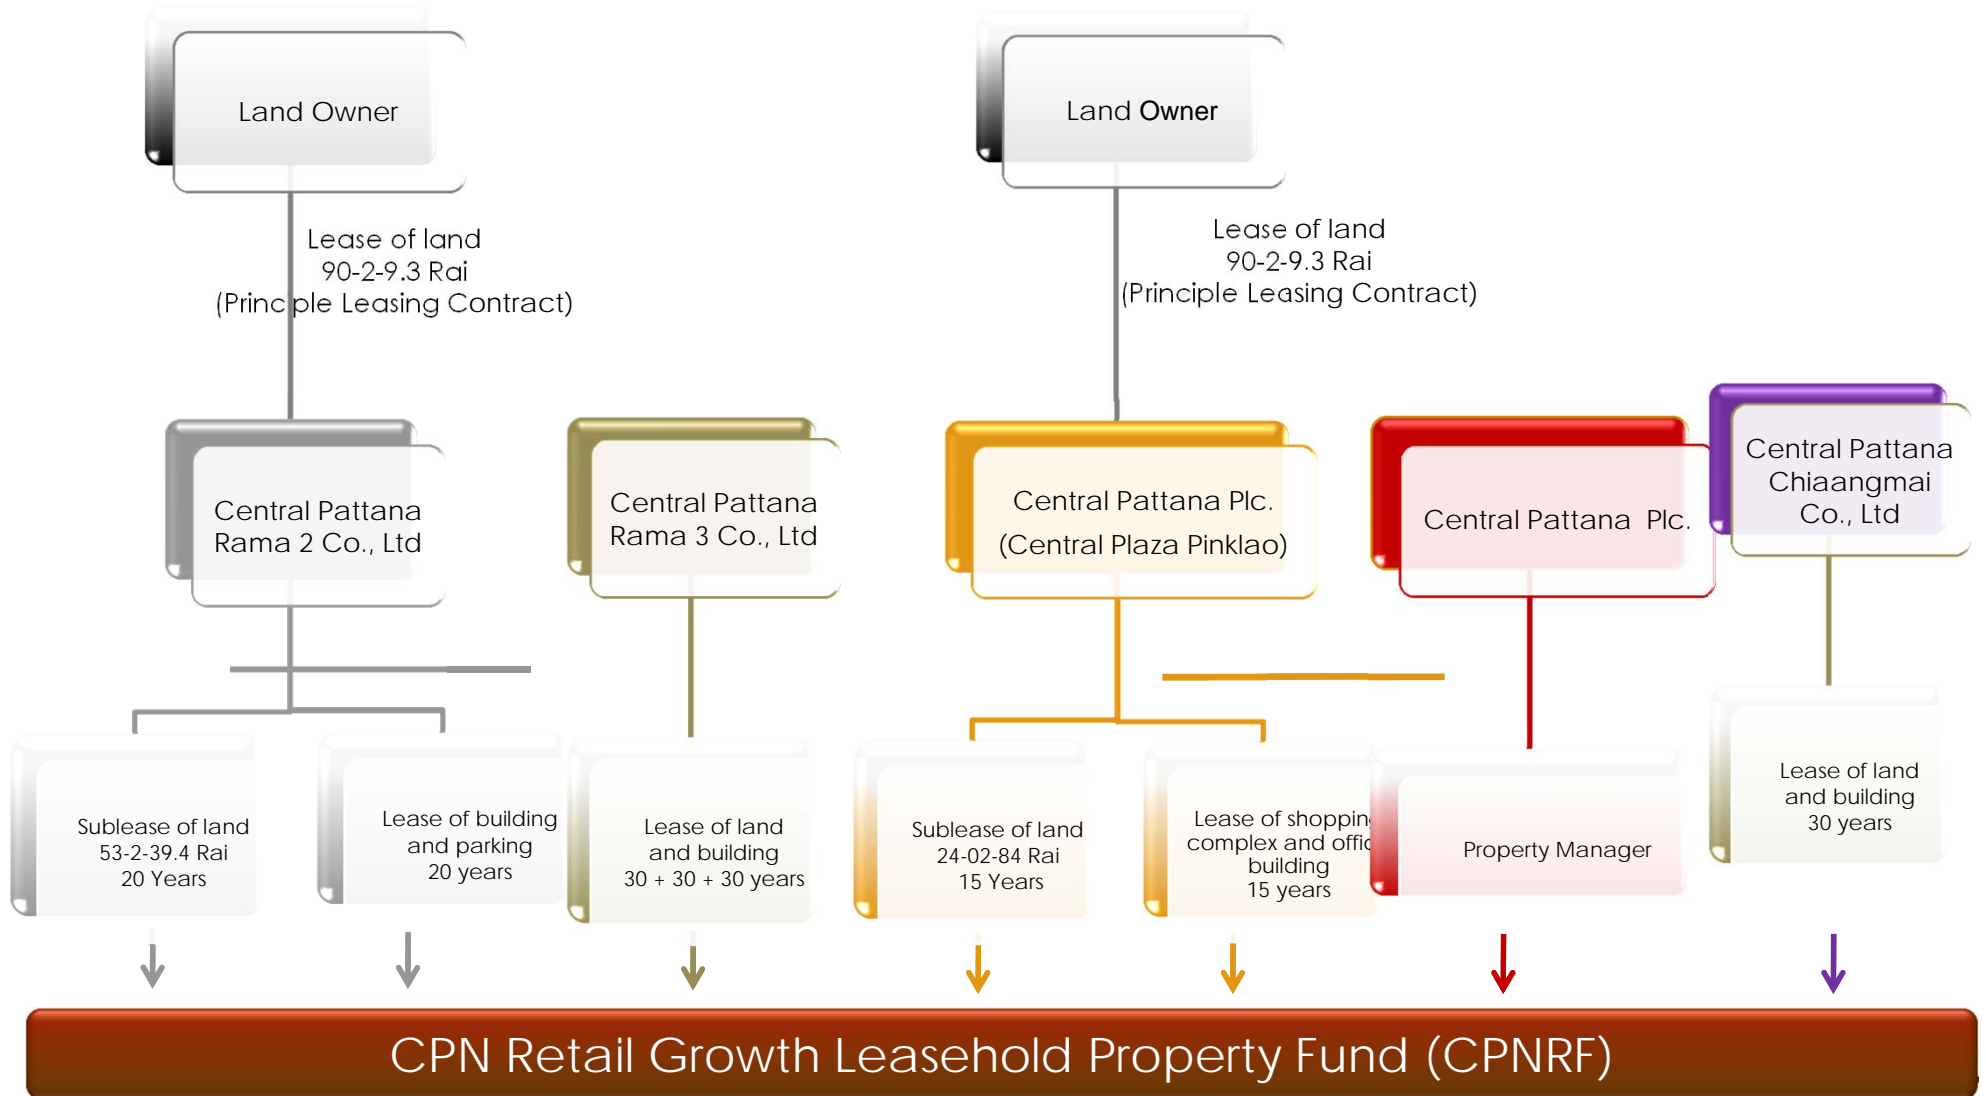 Land Owner
Land Owner
Lease of land
90-2-9.3 Rai
(Principle Leasing Contract)
Lease of land
90-2-9.3 Rai
(Principle Leasing Contract)
Central Pattana
Rama 2 Co., Ltd
Central Pattana
Rama 3 Co., Ltd
Central Pattana Plc.
(Central Plaza Pinklao)
Central Pattana Plc.
Central Pattana
Chiaangmai
Co., Ltd
Sublease of land
53-2-39.4 Rai
20 Years
Lease of building
and parking
20 years
Lease of land
and building
30 + 30 + 30 years
Sublease of land
24-02-84 Rai
15 Years
Lease of shopping
complex and offic
building
15 years
Property Manager
Lease of land
and building
30 years
CPN Retail Growth Leasehold Property Fund (CPNRF)